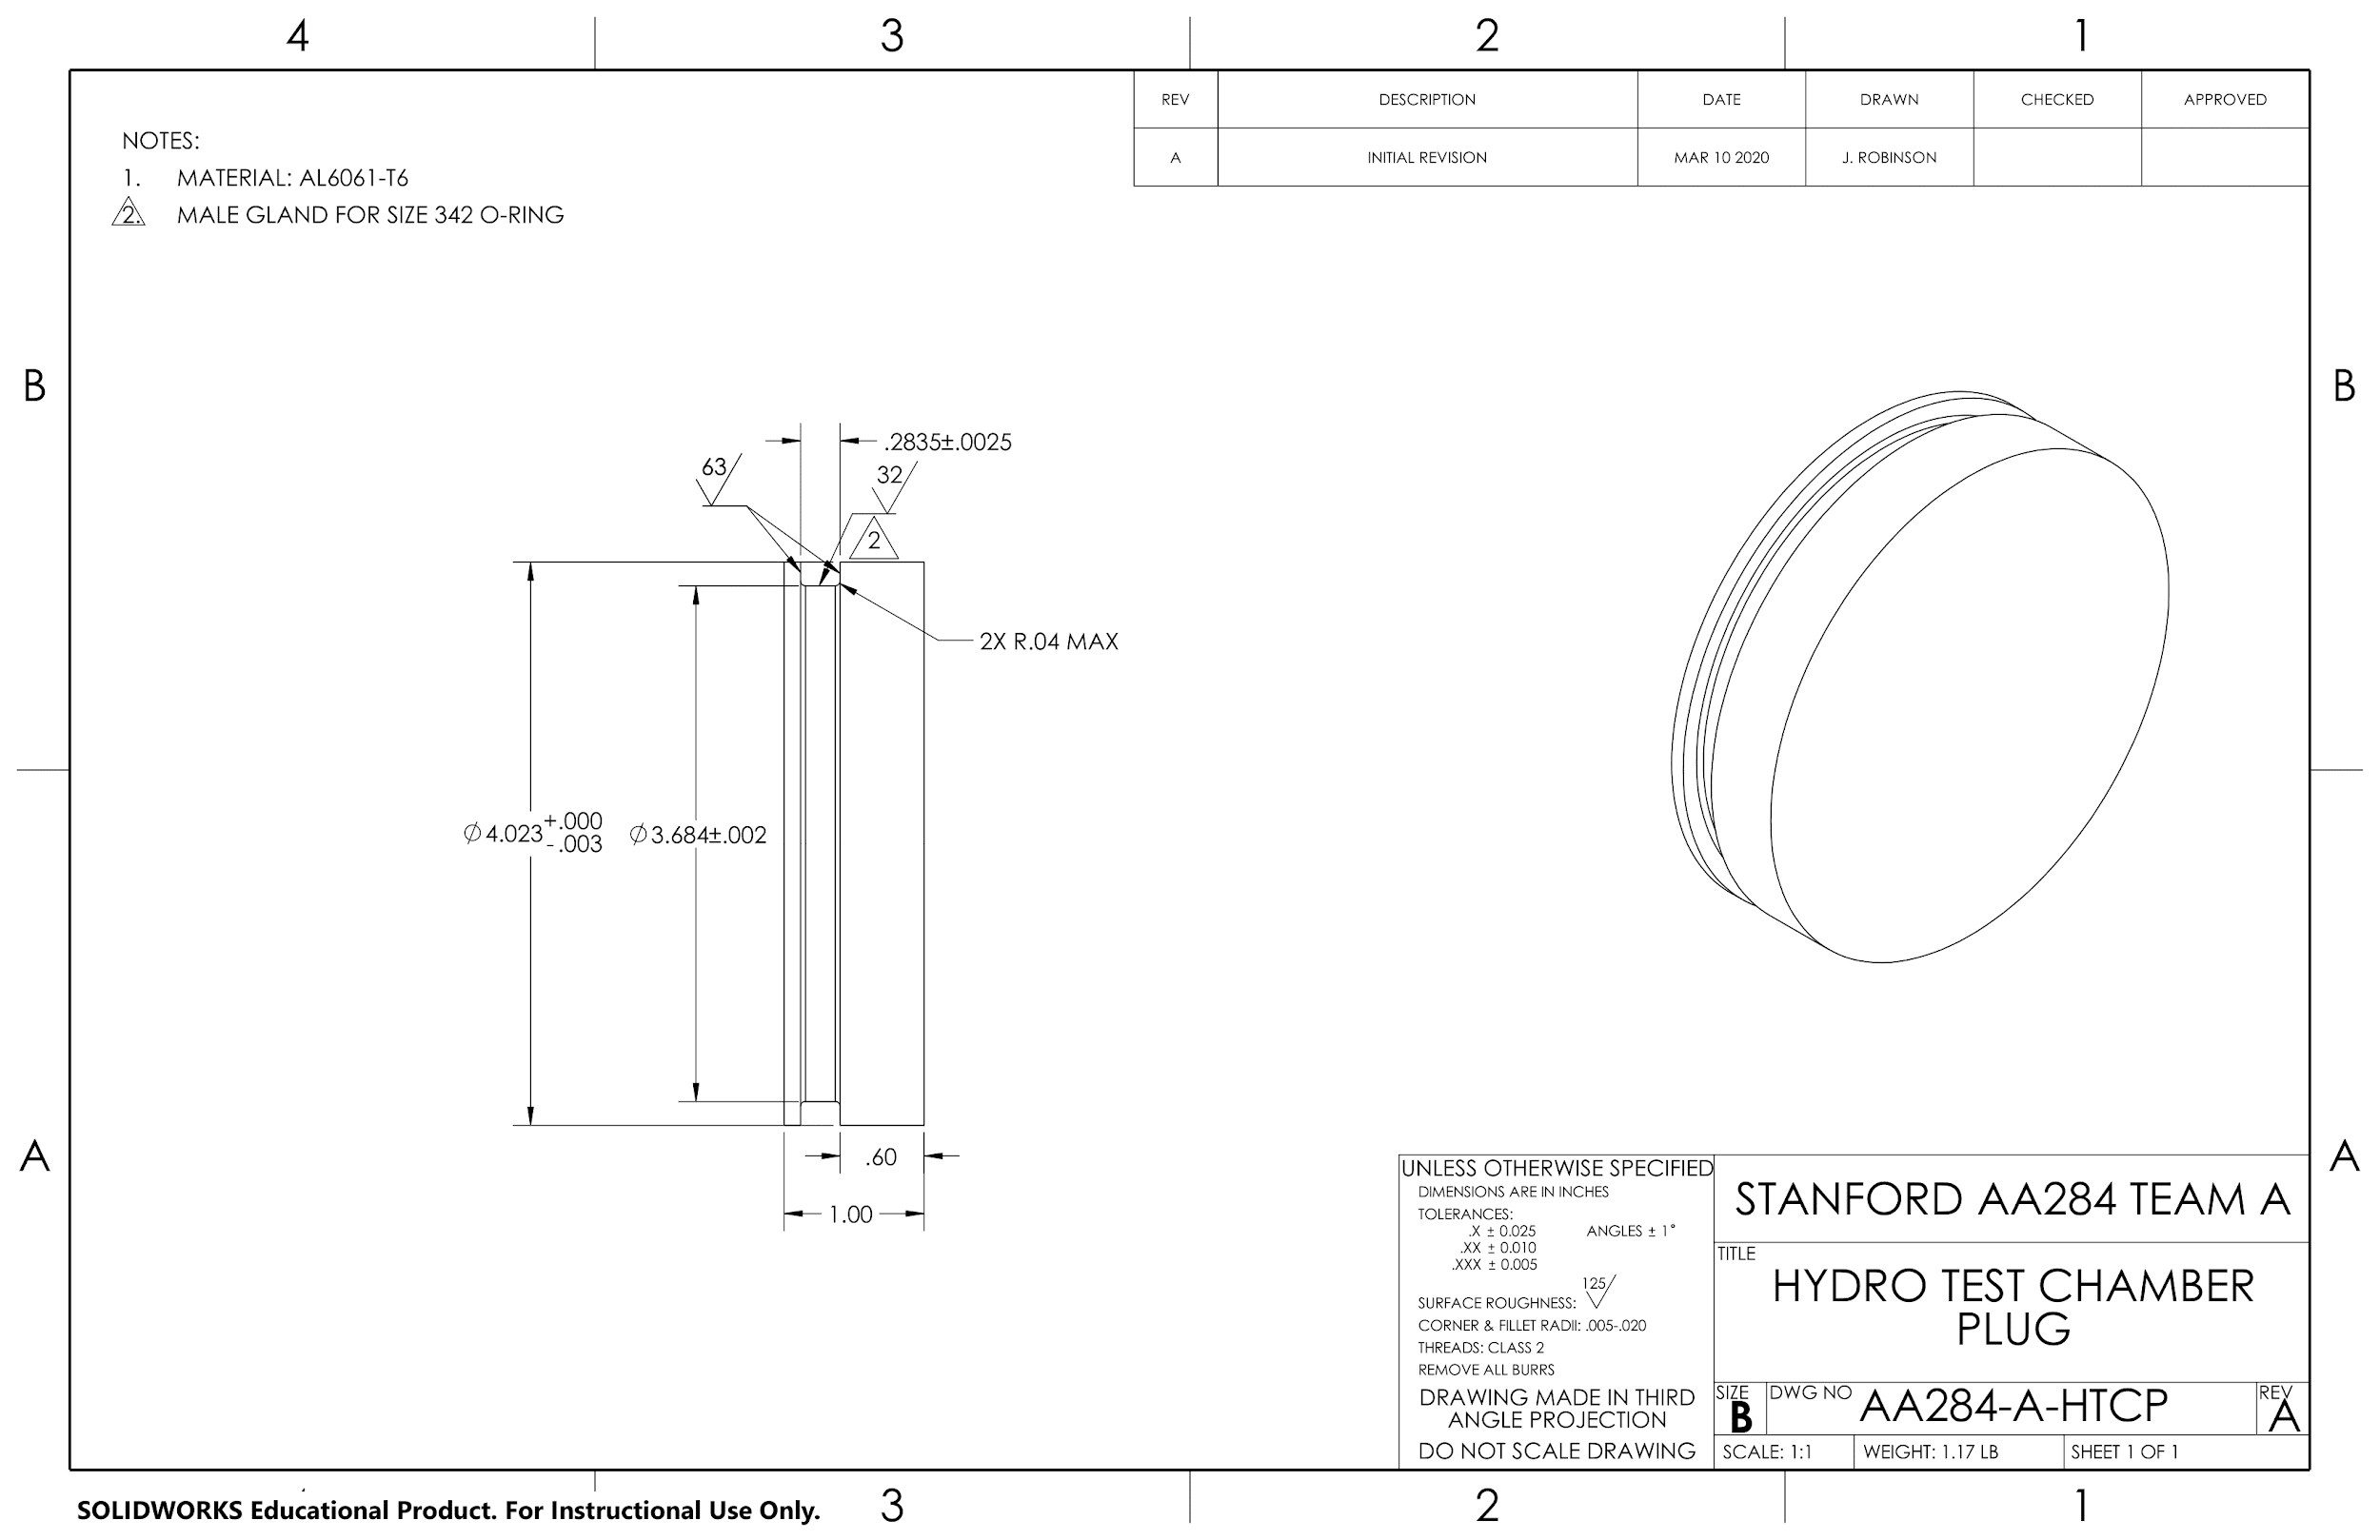 4 3 2 1
REV DESCRIPTION DATE DRAWN CHECKED APPROVED
A INITIAL REVISION MAR 10 2020 J. ROBINSON
NOTES:
1. MATERIAL: AL6061-T6
2. MALE GLAND FOR SIZE 342 O-RING
B B
.2835±.0025
63
32
2
2X R.04 MAX
⌀4.023 +.000 -.003
⌀3.684±.002
.60
1.00
A A
UNLESS OTHERWISE SPECIFIED
DIMENSIONS ARE IN INCHES
TOLERANCES:
.X ± 0.025 ANGLES ± 1°
.XX ± 0.010
.XXX ± 0.005
125
SURFACE ROUGHNESS:
CORNER & FILLET RADII: .005-.020
THREADS: CLASS 2
REMOVE ALL BURRS
DRAWING MADE IN THIRD
ANGLE PROJECTION
DO NOT SCALE DRAWING
STANFORD AA284 TEAM A
TITLE
HYDRO TEST CHAMBER
PLUG
SIZE B DWG NO AA284-A-HTCP REV A
SCALE: 1:1 WEIGHT: 1.17 LB SHEET 1 OF 1
SOLIDWORKS Educational Product. For Instructional Use Only.
3 2 1